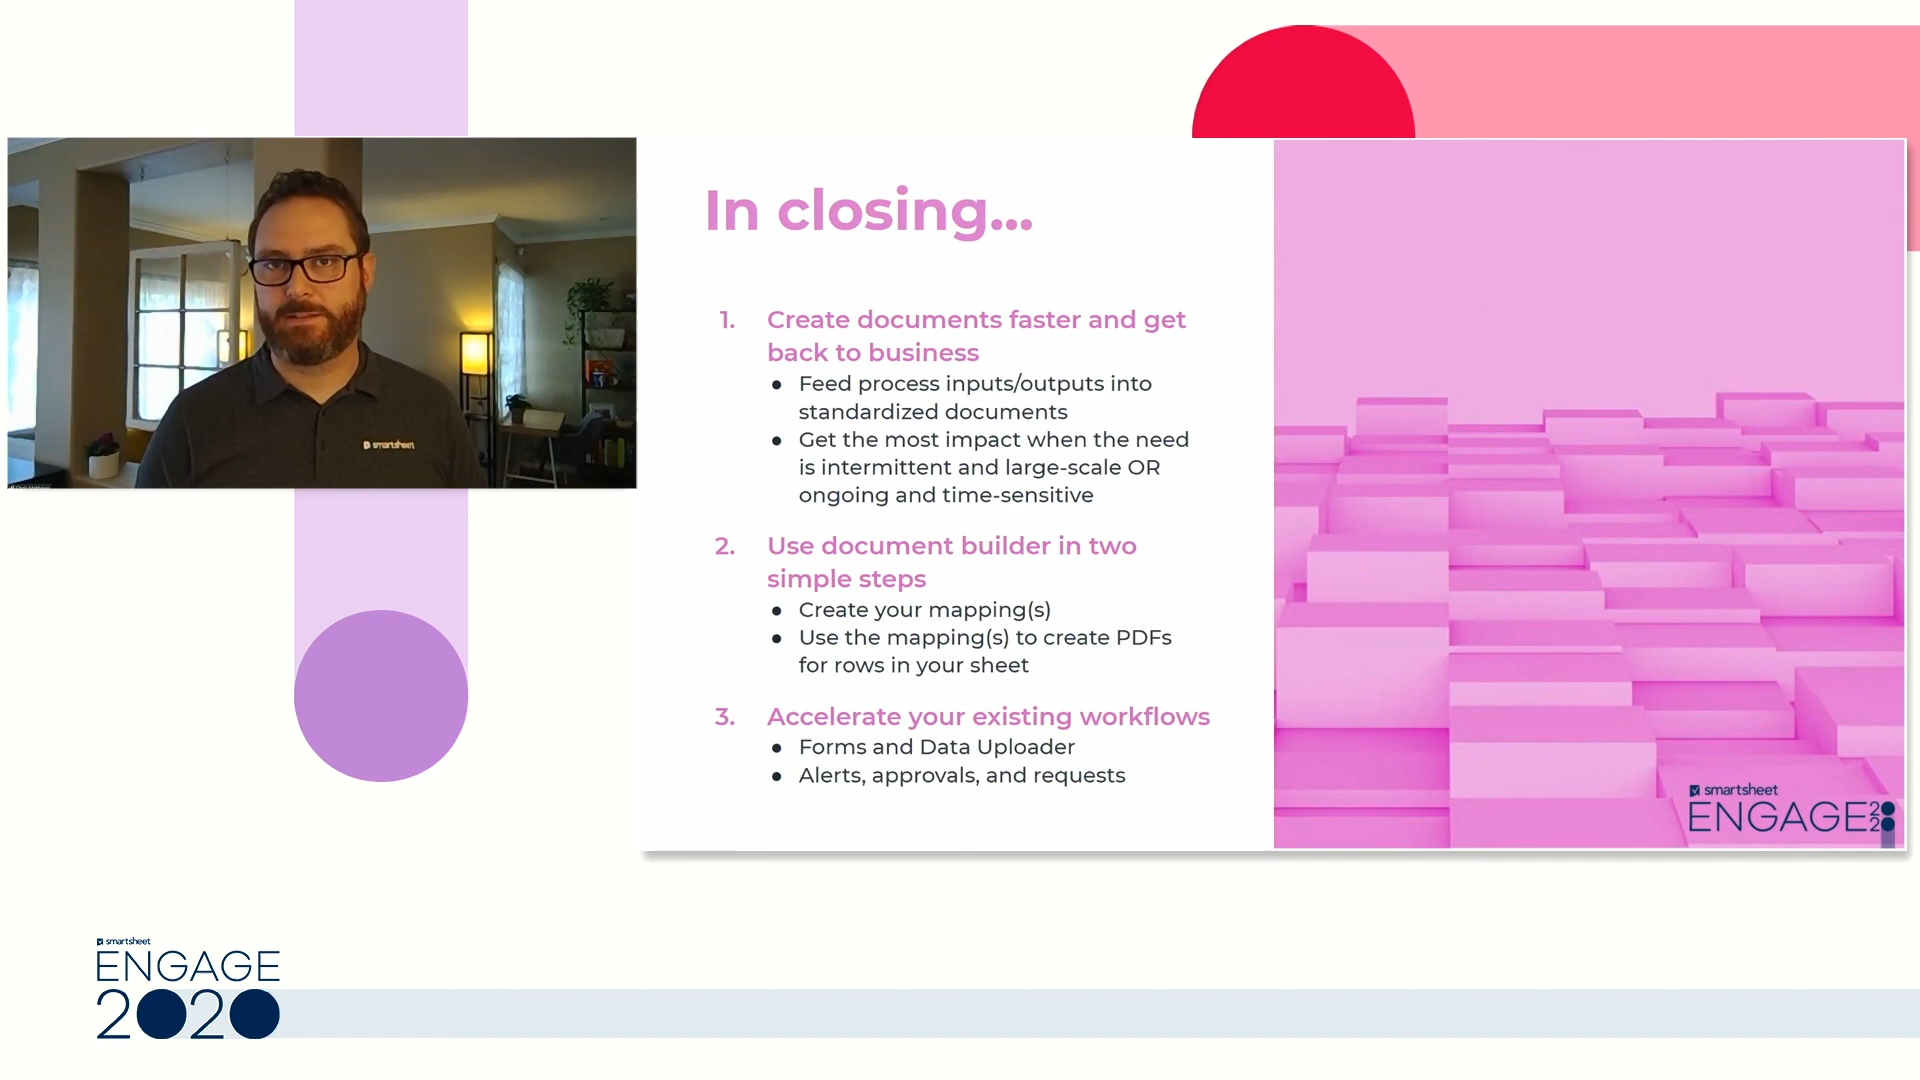 smartsheet
In closing...
1. Create documents faster and get
back to business
● Feed process inputs/outputs into
standardized documents
● Get the most impact when the need
is intermittent and large-scale OR
ongoing and time-sensitive
2. Use document builder in two
simple steps
● Create your mapping(s)
● Use the mapping(s) to create PDFs
for rows in your sheet
3. Accelerate your existing workflows
● Forms and Data Uploader
● Alerts, approvals, and requests
smartsheet
ENGAGE 2020
smartsheet
ENGAGE
2020